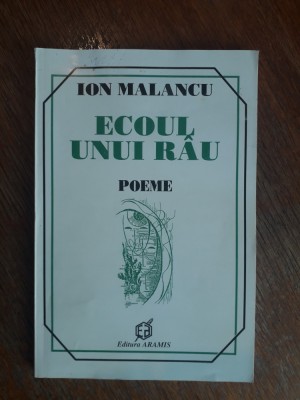 ION MALANCU
ECOUL
UNUI RÂU
POEME
Editura ARAMIS